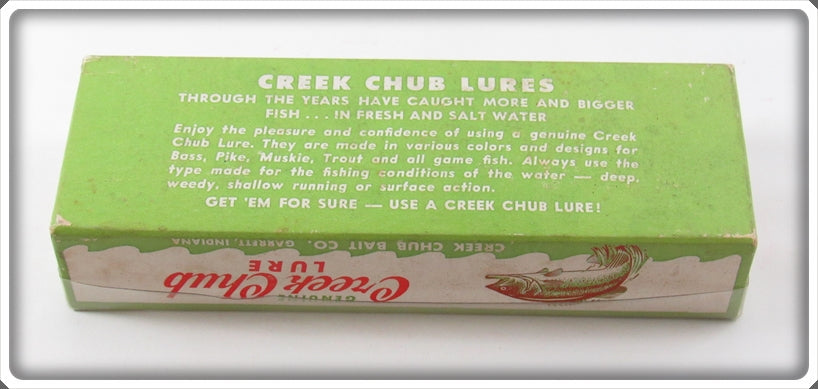 CREEK CHUB LURES
THROUGH THE YEARS HAVE CAUGHT MORE AND BIGGER
FISH . . . IN FRESH AND SALT WATER
Enjoy the pleasure and confidence of using a genuine Creek
Chub Lure. They are made in various colors and designs for
Bass, Pike, Muskie, Trout and all game fish. Always use the
type made for the fishing conditions of the water — deep,
weedy, shallow running or surface action.
GET 'EM FOR SURE — USE A CREEK CHUB LURE!
GENUINE
Creek Chub
LURE
CREEK CHUB BAIT CO. GARRETT, INDIANA